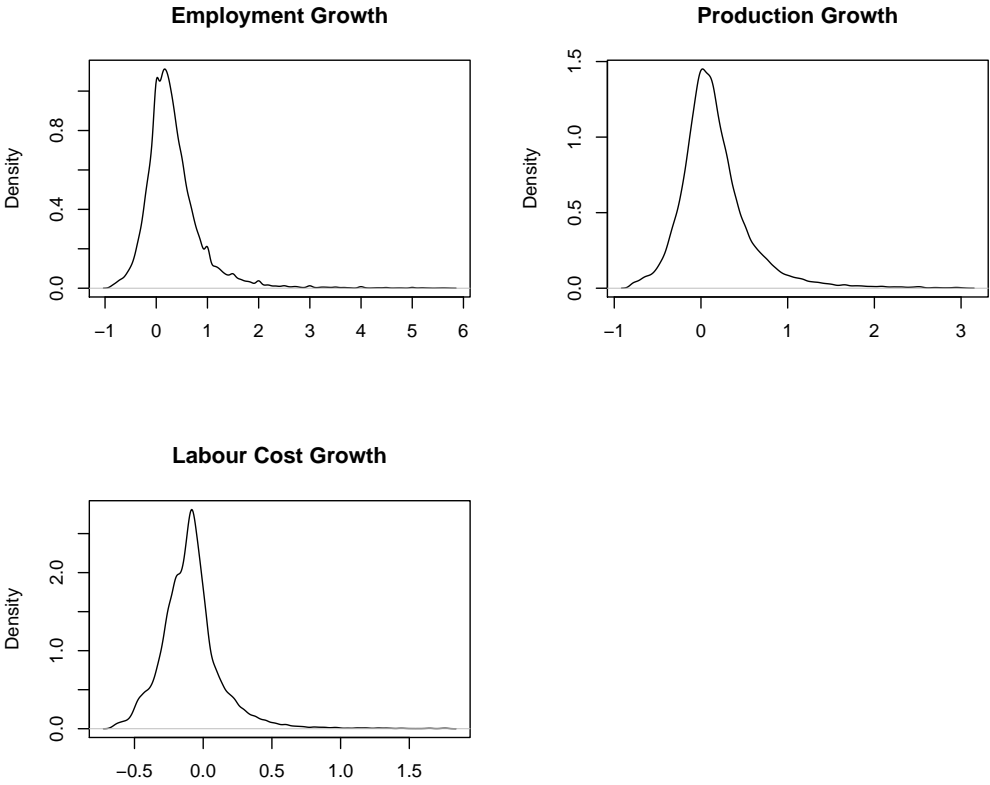 Employment Growth
Density
0.0 0.4 0.8
−1 0 1 2 3 4 5 6
Production Growth
Density
0.0 0.5 1.0 1.5
−1 0 1 2 3
Labour Cost Growth
Density
0.0 1.0 2.0
−0.5 0.0 0.5 1.0 1.5